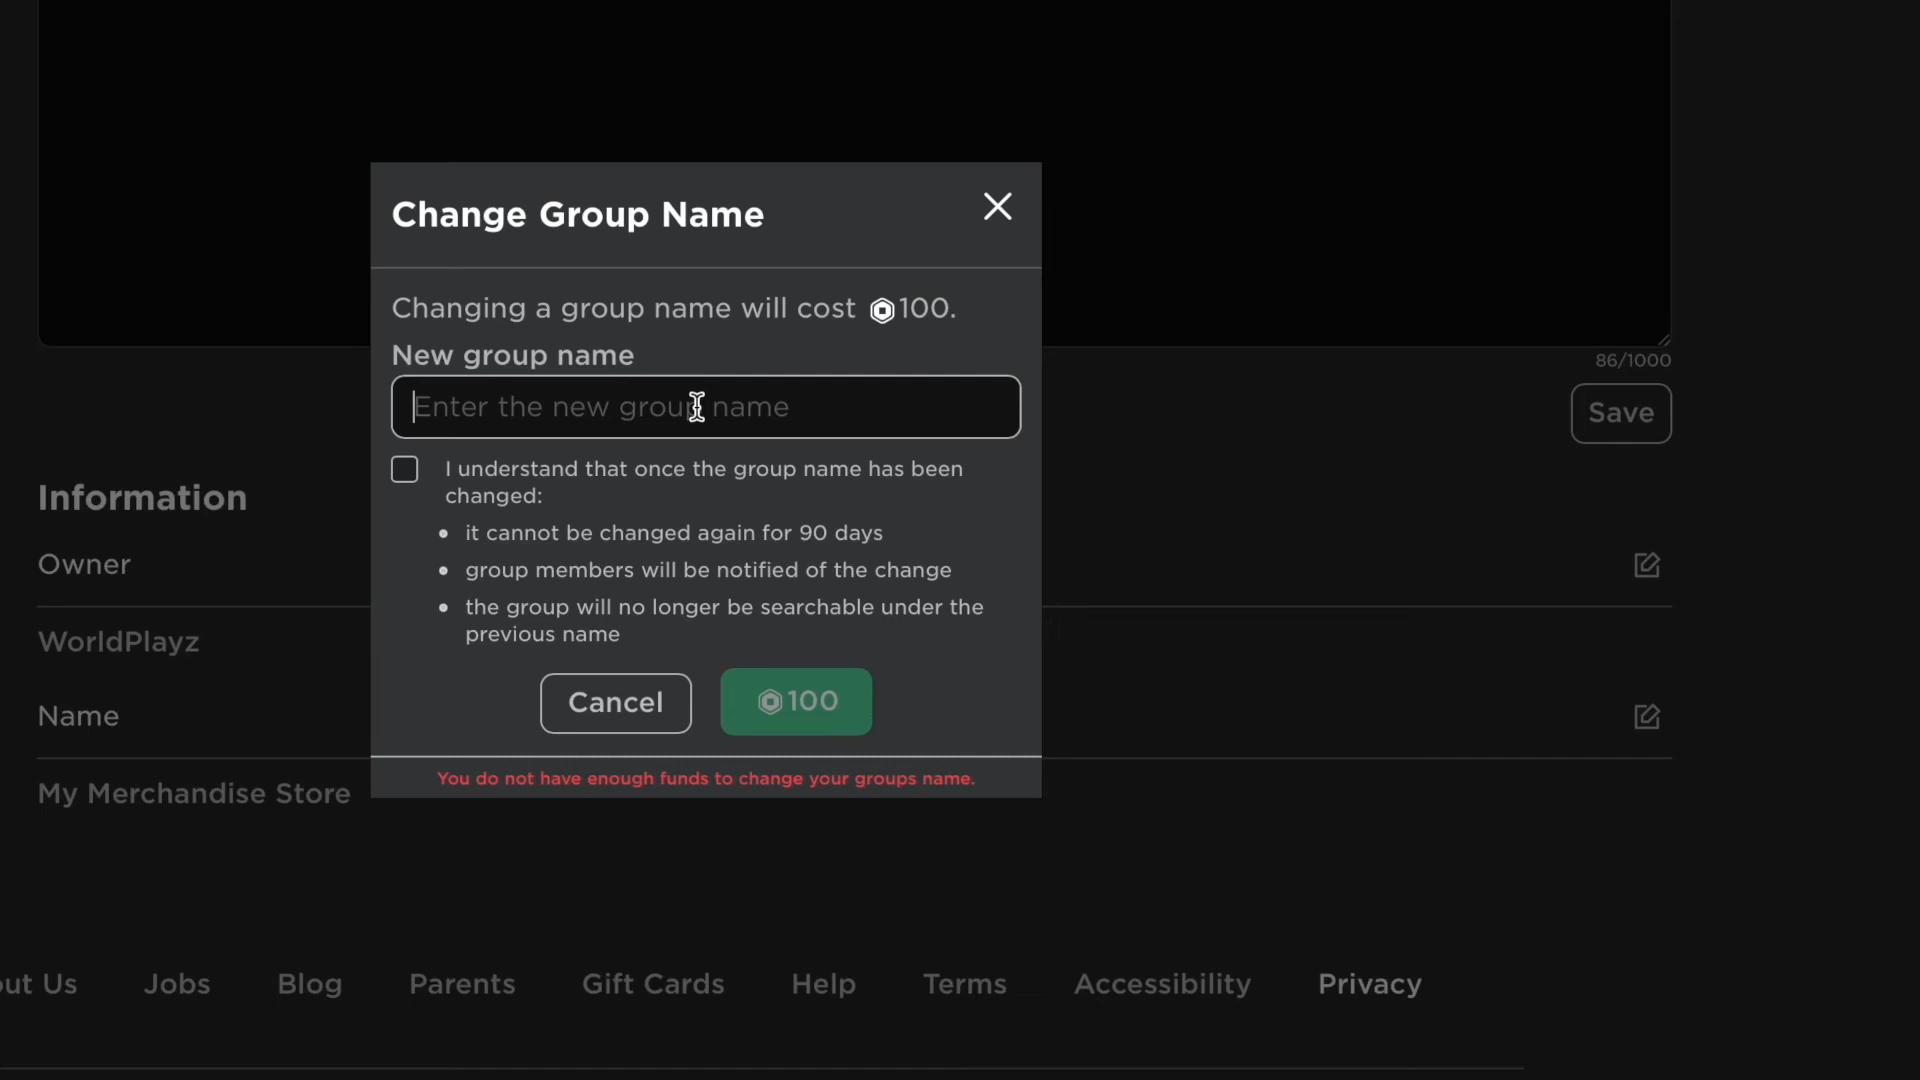 Change Group Name
Changing a group name will cost 100.
New group name
Enter the new group name
86/1000
Save
I understand that once the group name has been
changed:
• it cannot be changed again for 90 days
• group members will be notified of the change
• the group will no longer be searchable under the
previous name
Information
Owner
WorldPlayz
Name
My Merchandise Store
Cancel
100
You do not have enough funds to change your groups name.
out Us
Jobs
Blog
Parents
Gift Cards
Help
Terms
Accessibility
Privacy